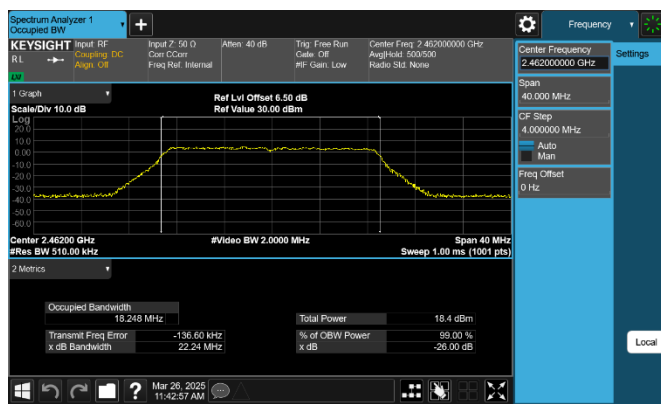 Spectrum Analyzer 1
Occupied BW
+
Frequency
KEYSIGHT
Input: RF
Input Z: 50 Ω
Atten: 40 dB
Trig: Free Run
Center Freq: 2.462000000 GHz
RL
Coupling: DC
Corr CCorr
Gate: Off
Avg|Hold: 500/500
Align: Off
Freq Ref: Internal
#IF Gain: Low
Radio Std: None
LXI
Center Frequency
2.462000000 GHz
Settings
Span
40.000 MHz
CF Step
4.000000 MHz
Auto
Man
Freq Offset
0 Hz
Local
1 Graph
Scale/Div 10.0 dB
Ref Lvl Offset 6.50 dB
Ref Value 30.00 dBm
Log
20.0
10.0
0.00
-10.0
-20.0
-30.0
-40.0
-50.0
-60.0
Center 2.46200 GHz
#Video BW 2.0000 MHz
Span 40 MHz
#Res BW 510.00 kHz
Sweep 1.00 ms (1001 pts)
2 Metrics
Occupied Bandwidth
18.248 MHz
Total Power
18.4 dBm
Transmit Freq Error
-136.60 kHz
% of OBW Power
99.00 %
x dB Bandwidth
22.24 MHz
x dB
-26.00 dB
?
Mar 26, 2025
11:42:57 AM